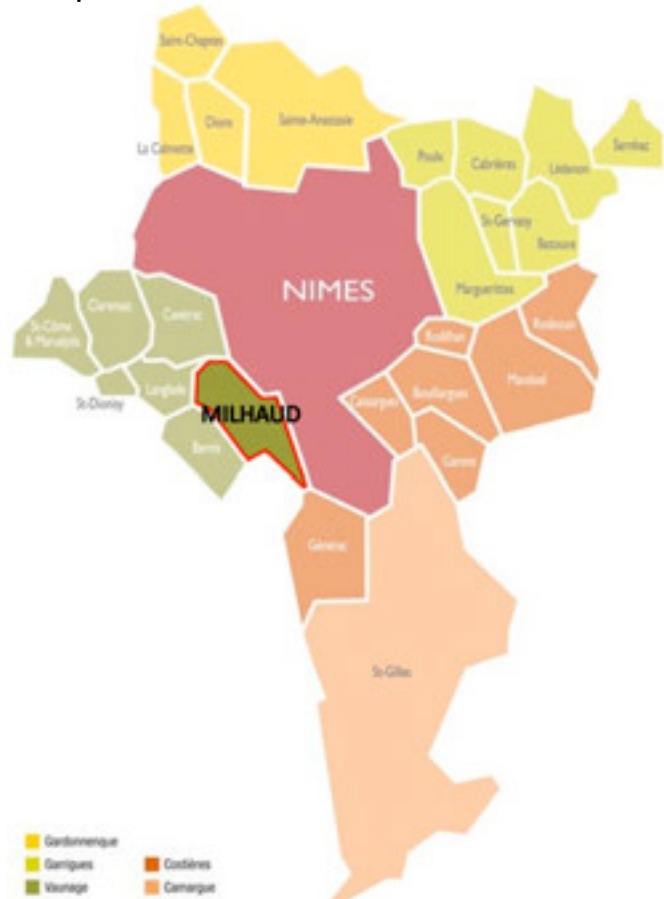 Saint-Chaptes
Dions
Sainte-Anastasie
La Calmette
Poulx
Cabrières
Lédenon
Sernhac
St-Gervasy
Bezouce
Marguerittes
NIMES
Clarensac
Caveirac
St-Côme
& Maruéjols
St-Dionisy
Langlade
MILHAUD
Bernis
Rodilhan
Redessan
Manduel
Bouillargues
Caissargues
Garons
Générac
St-Gilles
Gardonnenque
Garrigues
Vaunage
Costières
Camargue